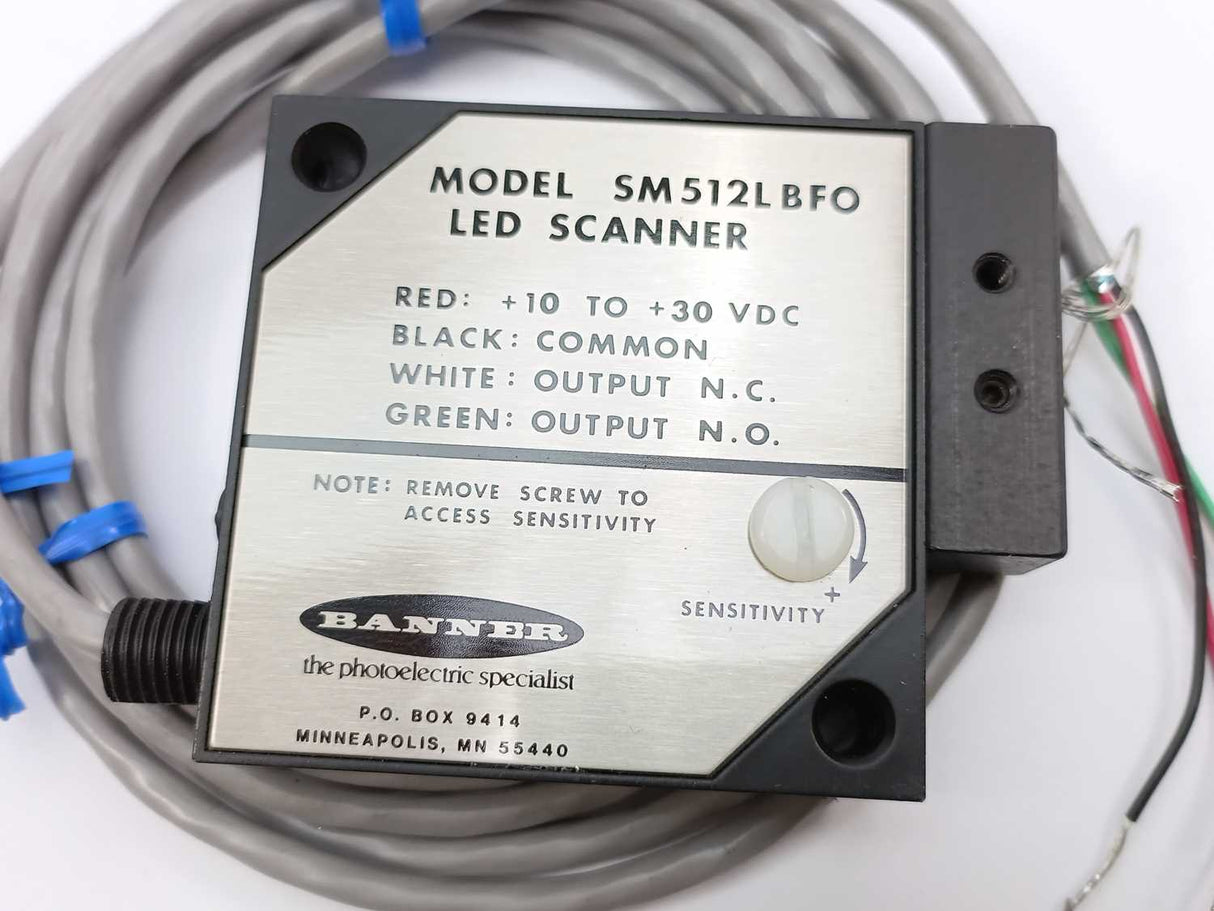 MODEL SM512LBFO
LED SCANNER
RED: +10 TO +30 VDC
BLACK: COMMON
WHITE: OUTPUT N.C.
GREEN: OUTPUT N.O.
NOTE: REMOVE SCREW TO
ACCESS SENSITIVITY
+
SENSITIVITY
BANNER
the photoelectric specialist
P.O. BOX 9414
MINNEAPOLIS, MN 55440